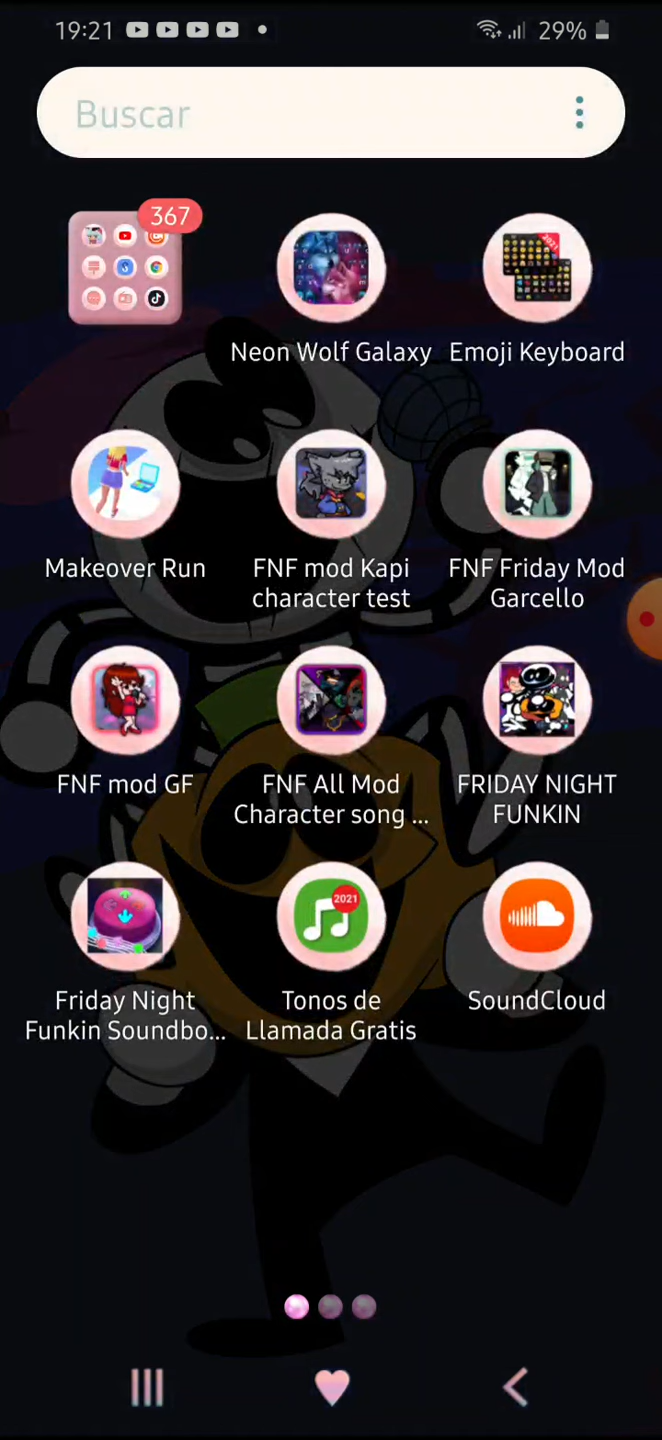 19:21
29%
Buscar
367
2021
Neon Wolf Galaxy
Emoji Keyboard
Makeover Run
FNF mod Kapi
character test
FNF Friday Mod
Garcello
FNF mod GF
FNF All Mod
Character song ...
FRIDAY NIGHT
FUNKIN
2021
Friday Night
Funkin Soundbo...
Tonos de
Llamada Gratis
SoundCloud